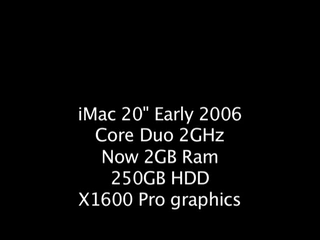 iMac 20" Early 2006
Core Duo 2GHz
Now 2GB Ram
250GB HDD
X1600 Pro graphics